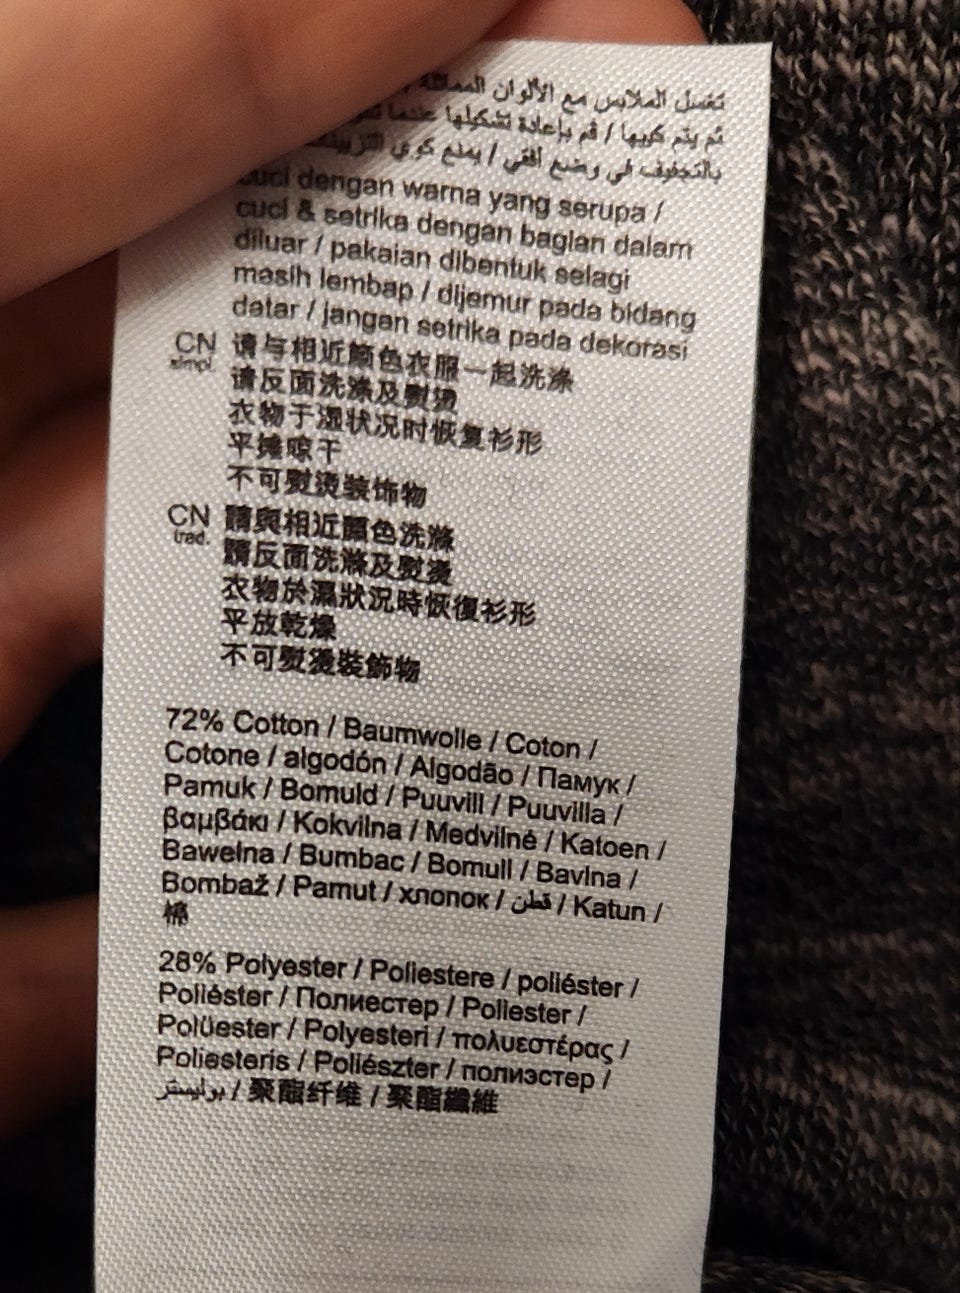 تغسل الملابس مع الألوان المماثلة /
ثم يتم كيها / قم بإعادة تشكيلها عندما
بالتجفيف في وضع أفقي / يمنع كوي
cuci dengan warna yang serupa /
cuci & setrika dengan bagian dalam
diluar / pakaian dibentuk selagi
masih lembap / dijemur pada bidang
datar / jangan setrika pada dekorasi
CN simpl. 请与相近颜色衣服一起洗涤
请反面洗涤及熨烫
衣物于湿状况时恢复衫形
平摊晾干
不可熨烫装饰物
CN trad. 請與相近顏色洗滌
請反面洗滌及熨燙
衣物於濕狀況時恢復衫形
平放乾燥
不可熨燙裝飾物
72% Cotton / Baumwolle / Coton /
Cotone / algodón / Algodão / Памук /
Pamuk / Bomuld / Puuvill / Puuvilla /
βαμβάκι / Kokvilna / Medvilnė / Katoen /
Bawełna / Bumbac / Bomull / Bavlna /
Bombaž / Pamut / хлопок / قطن / Katun /
棉
28% Polyester / Poliestere / poliéster /
Poliéster / Полиестер / Poliester /
Polüester / Polyesteri / πολυεστέρας /
Poliesteris / Poliészter / полиэстер /
بوليستر / 聚酯纤维 / 聚酯纖維